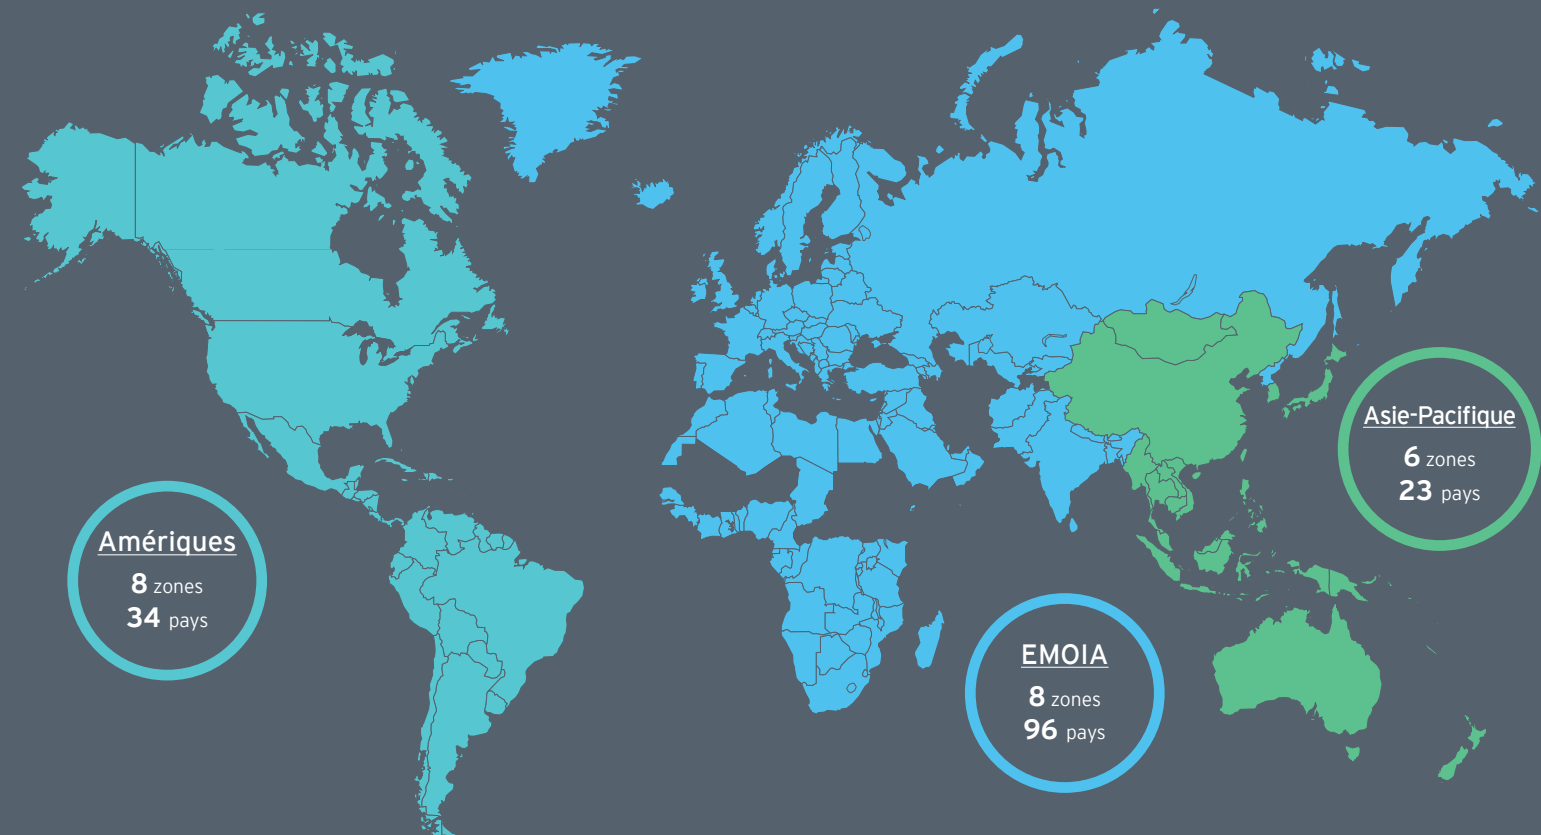 Amériques
8 zones
34 pays
EMOIA
8 zones
96 pays
Asie-Pacifique
6 zones
23 pays